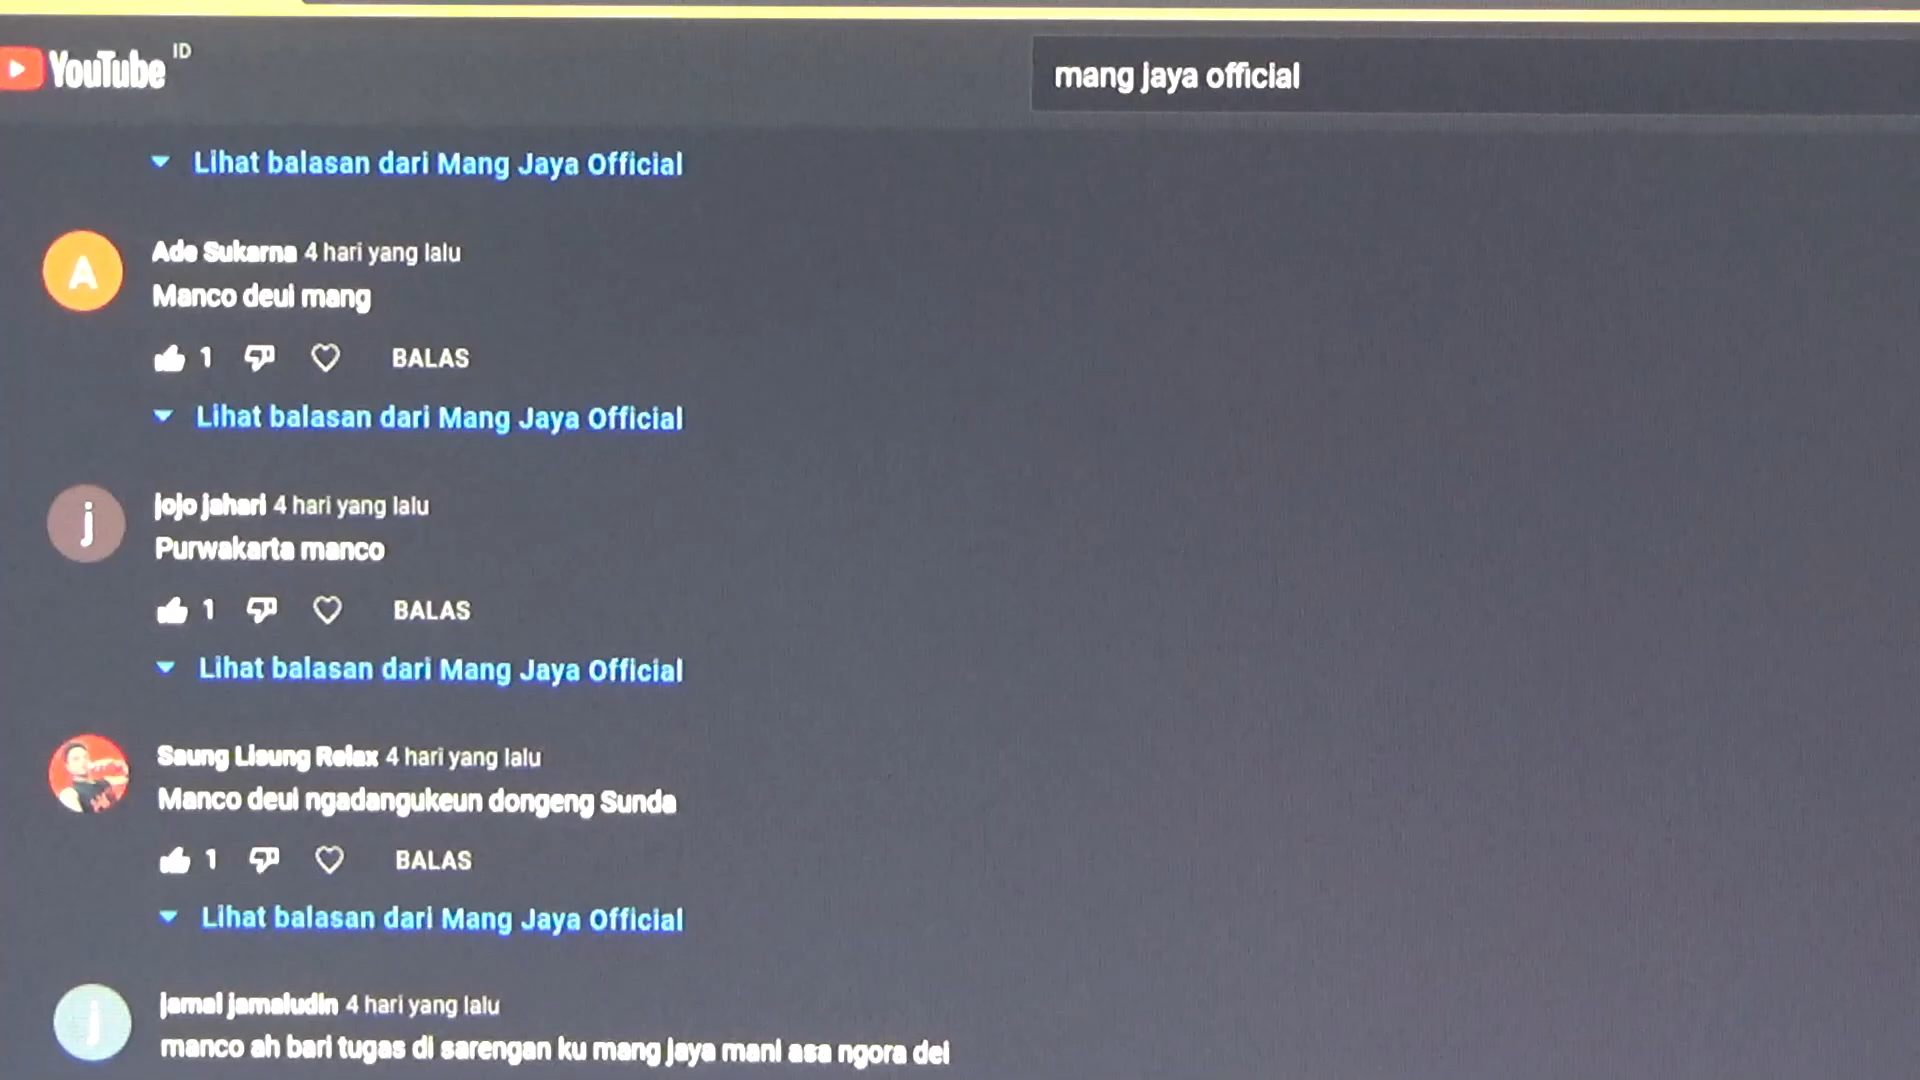 YouTube ID
mang jaya official
Lihat balasan dari Mang Jaya Official
A
Ade Sukarna 4 hari yang lalu
Manco deui mang
1 BALAS
Lihat balasan dari Mang Jaya Official
j
jojo jahari 4 hari yang lalu
Purwakarta manco
1 BALAS
Lihat balasan dari Mang Jaya Official
Saung Lisung Relax 4 hari yang lalu
Manco deui ngadangukeun dongeng Sunda
1 BALAS
Lihat balasan dari Mang Jaya Official
j
jamal jamaludin 4 hari yang lalu
manco ah bari tugas di sarengan ku mang jaya mani asa ngora dei